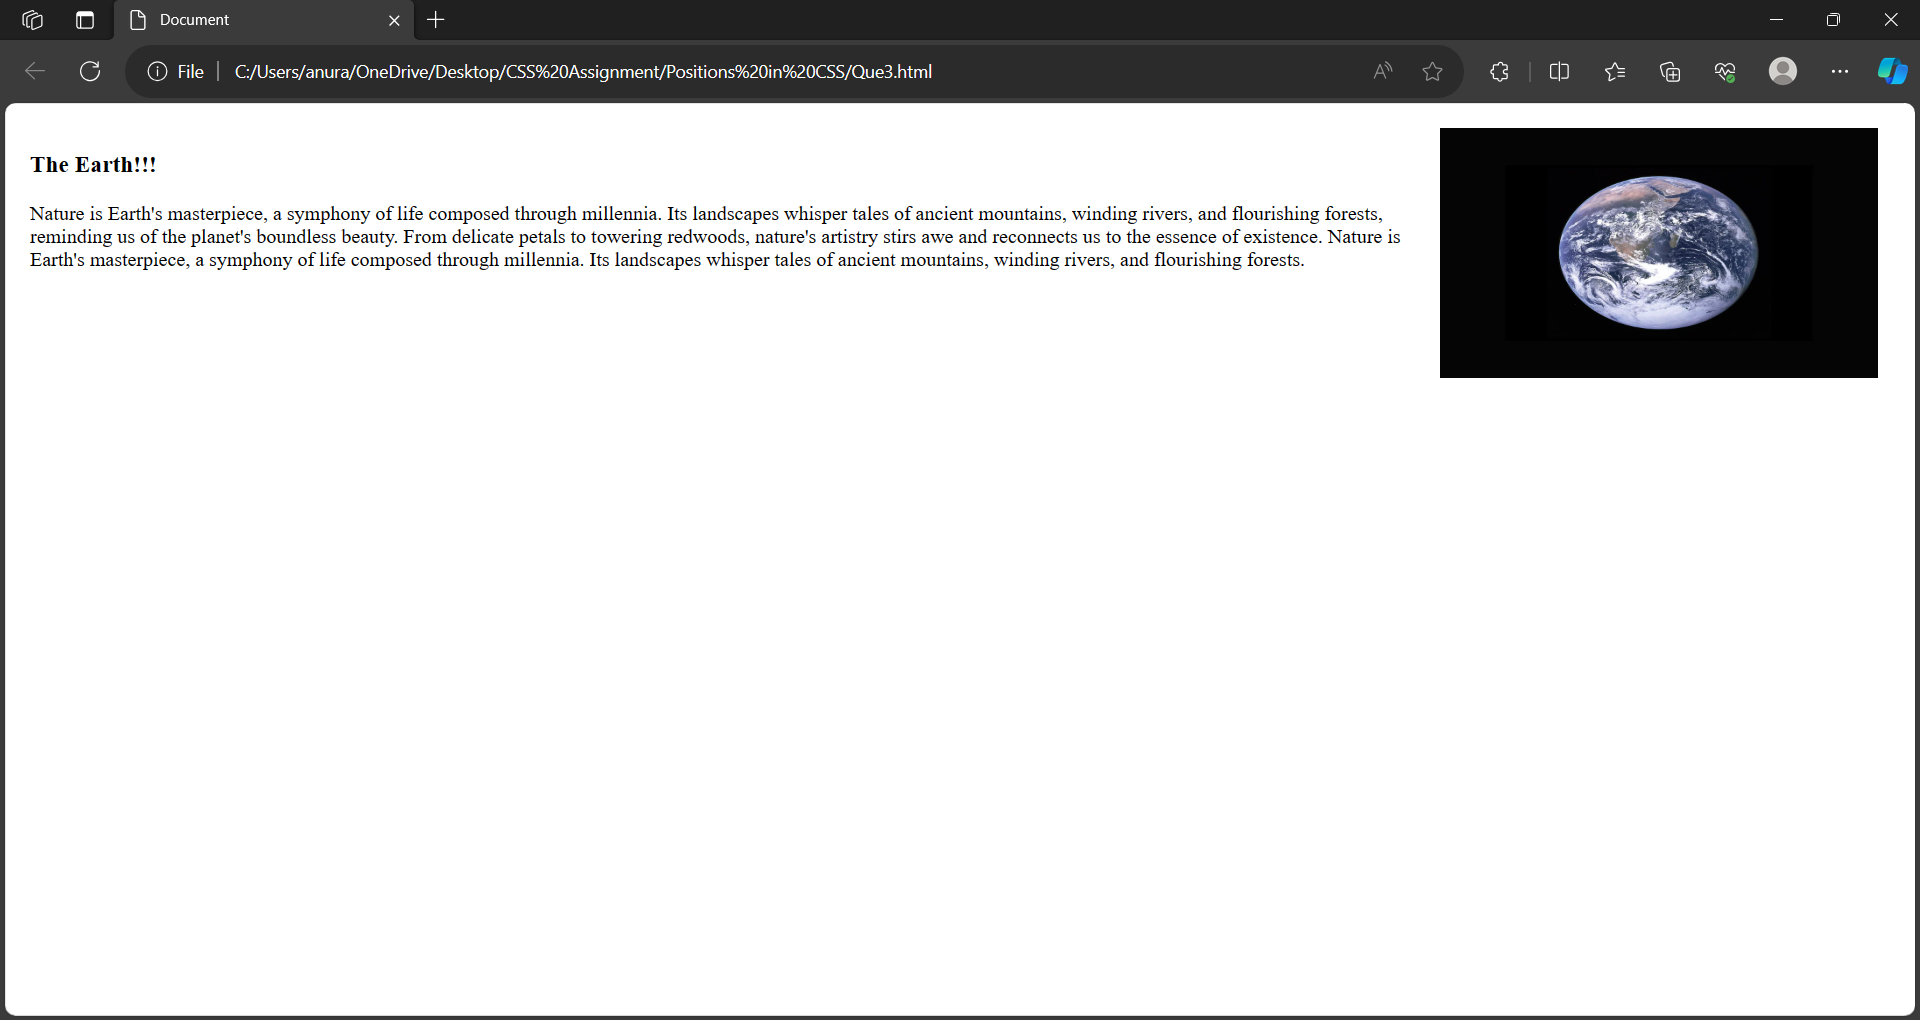 Document
File
C:/Users/anura/OneDrive/Desktop/CSS%20Assignment/Positions%20in%20CSS/Que3.html
The Earth!!!
Nature is Earth's masterpiece, a symphony of life composed through millennia. Its landscapes whisper tales of ancient mountains, winding rivers, and flourishing forests,
reminding us of the planet's boundless beauty. From delicate petals to towering redwoods, nature's artistry stirs awe and reconnects us to the essence of existence. Nature is
Earth's masterpiece, a symphony of life composed through millennia. Its landscapes whisper tales of ancient mountains, winding rivers, and flourishing forests.